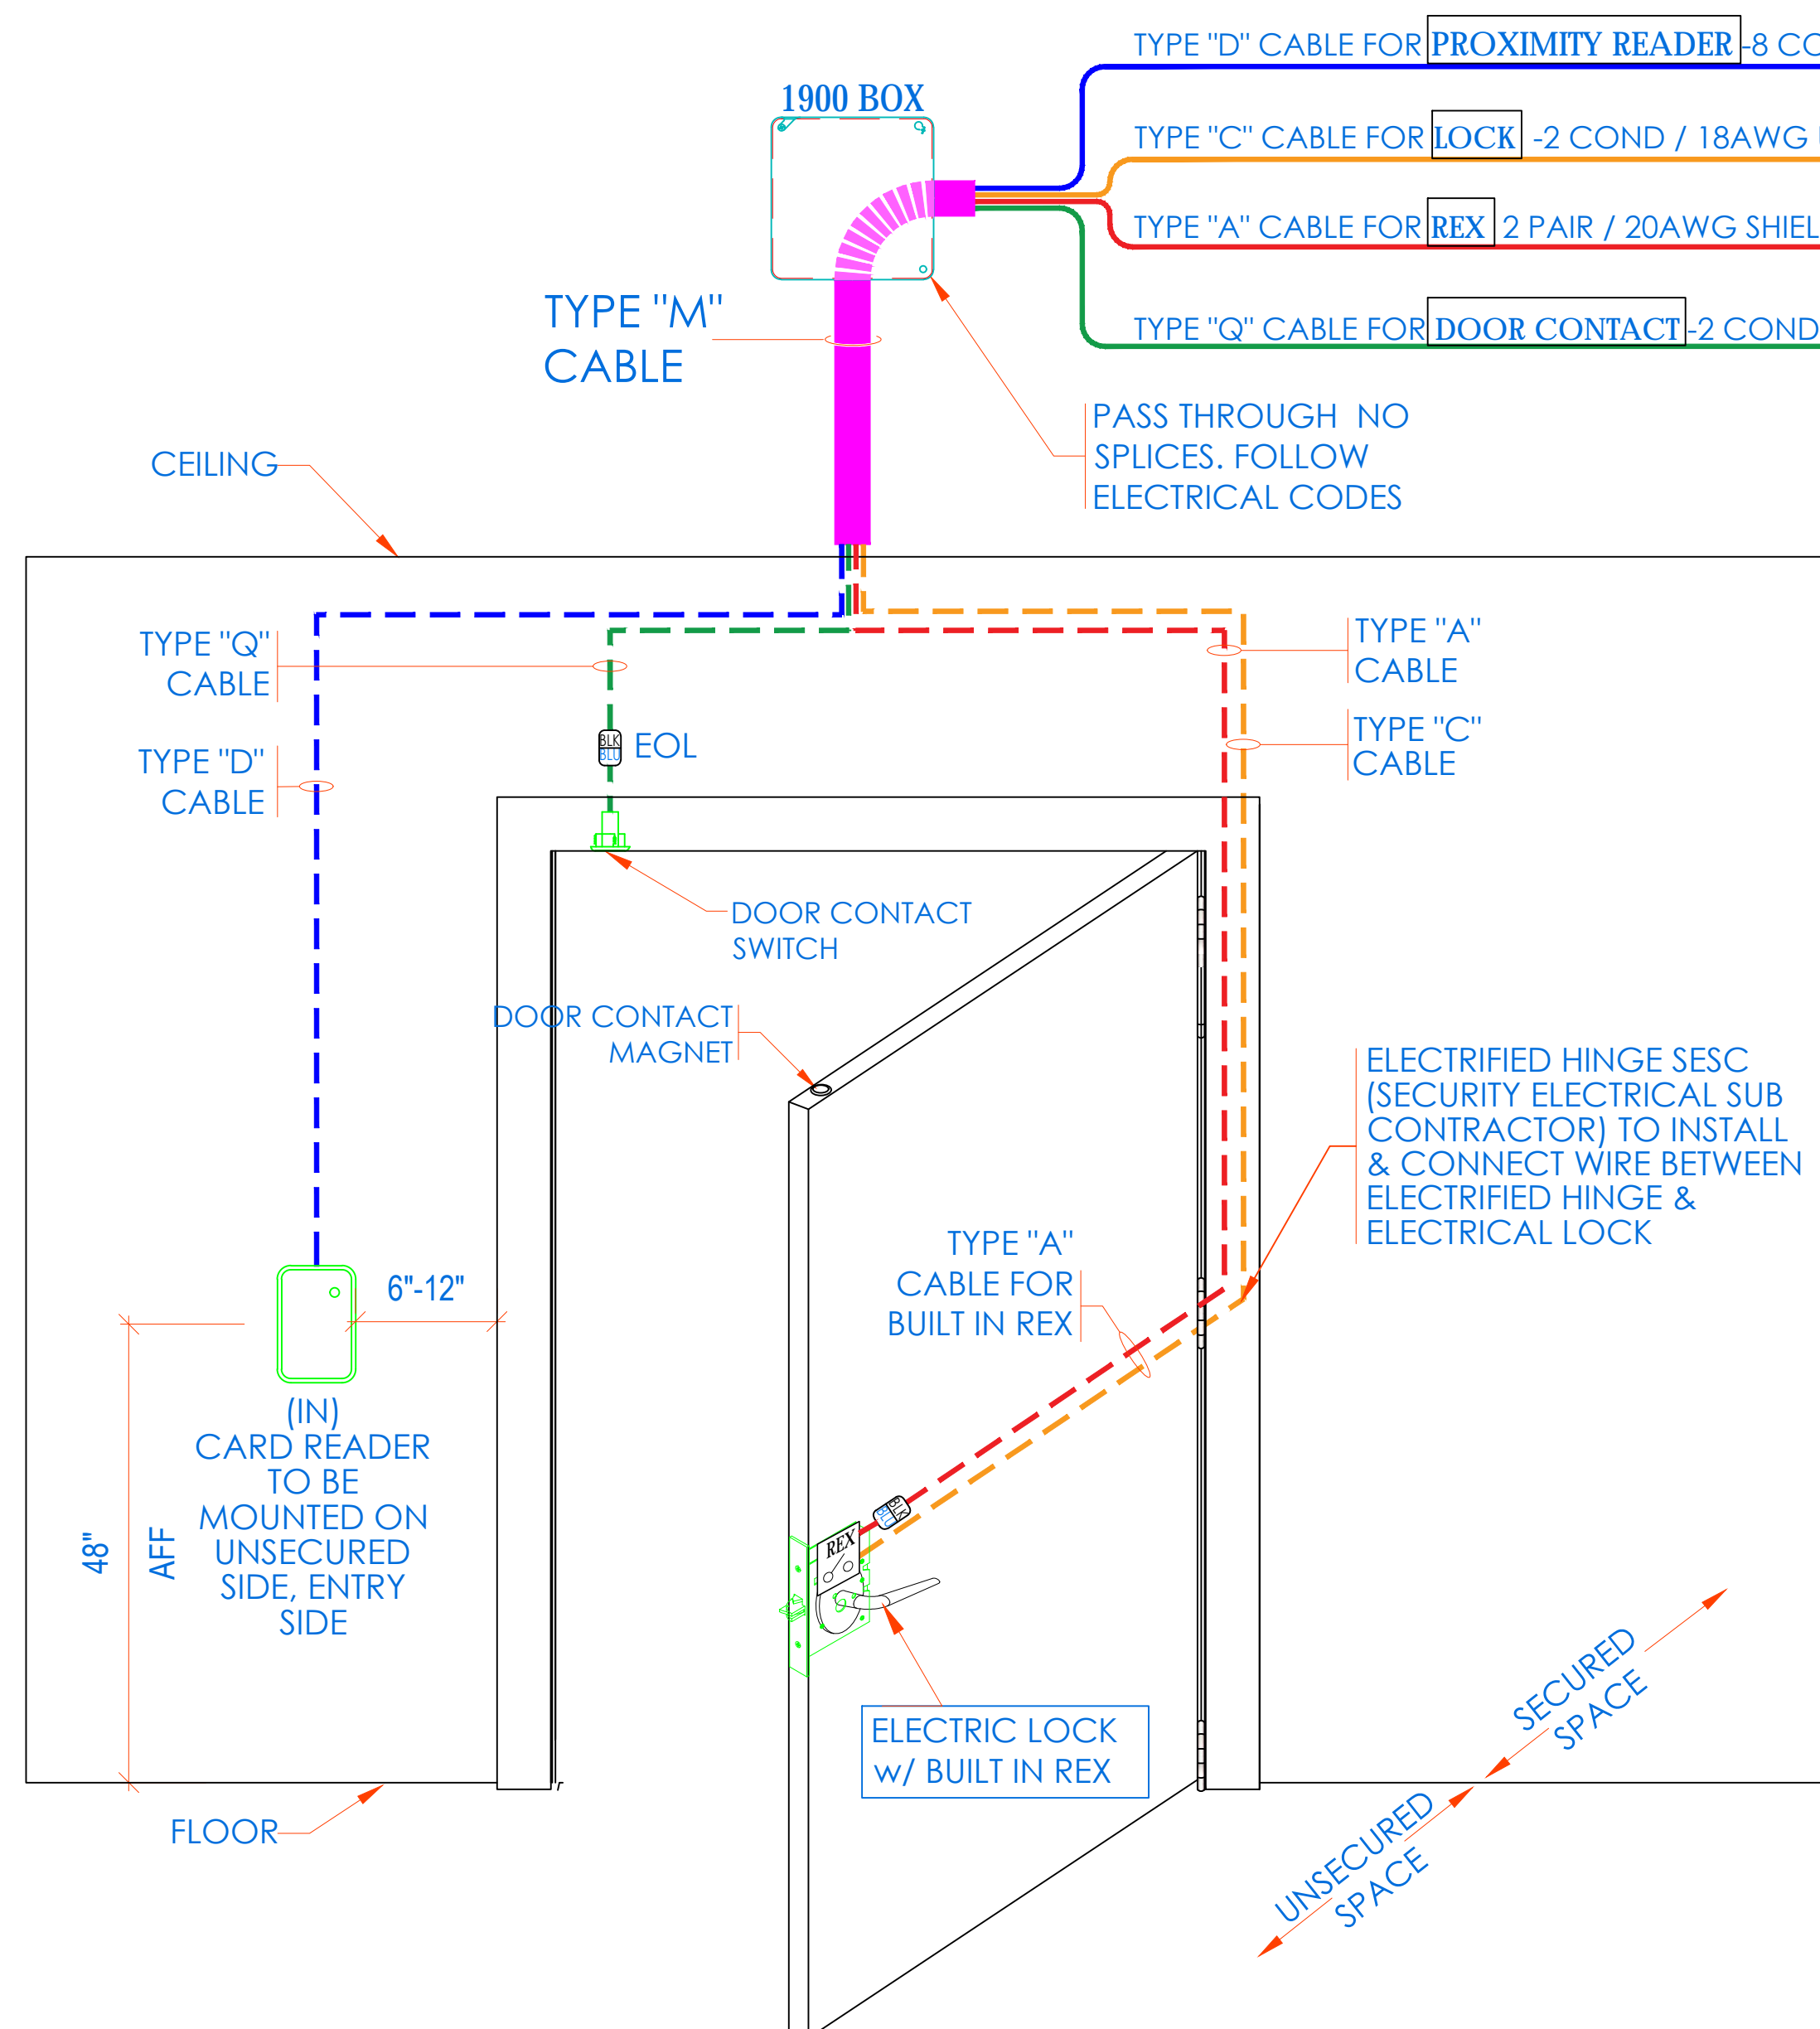 TYPE "D" CABLE FOR PROXIMITY READER -8 CO
1900 BOX
TYPE "C" CABLE FOR LOCK -2 COND / 18AWG
TYPE "A" CABLE FOR REX 2 PAIR / 20AWG SHIEL
TYPE "Q" CABLE FOR DOOR CONTACT -2 COND
TYPE "M"
CABLE
PASS THROUGH NO
SPLICES. FOLLOW
ELECTRICAL CODES
CEILING
TYPE "Q"
CABLE
TYPE "A"
CABLE
TYPE "D"
CABLE
BLK
BLU
EOL
TYPE "C"
CABLE
DOOR CONTACT
SWITCH
DOOR CONTACT
MAGNET
ELECTRIFIED HINGE SESC
(SECURITY ELECTRICAL SUB
CONTRACTOR) TO INSTALL
& CONNECT WIRE BETWEEN
ELECTRIFIED HINGE &
ELECTRICAL LOCK
TYPE "A"
CABLE FOR
BUILT IN REX
6"-12"
(IN)
CARD READER
TO BE
MOUNTED ON
UNSECURED
SIDE, ENTRY
SIDE
48"
AFF
BLK
BLU
REX
ELECTRIC LOCK
w/ BUILT IN REX
SECURED
SPACE
UNSECURED
SPACE
FLOOR